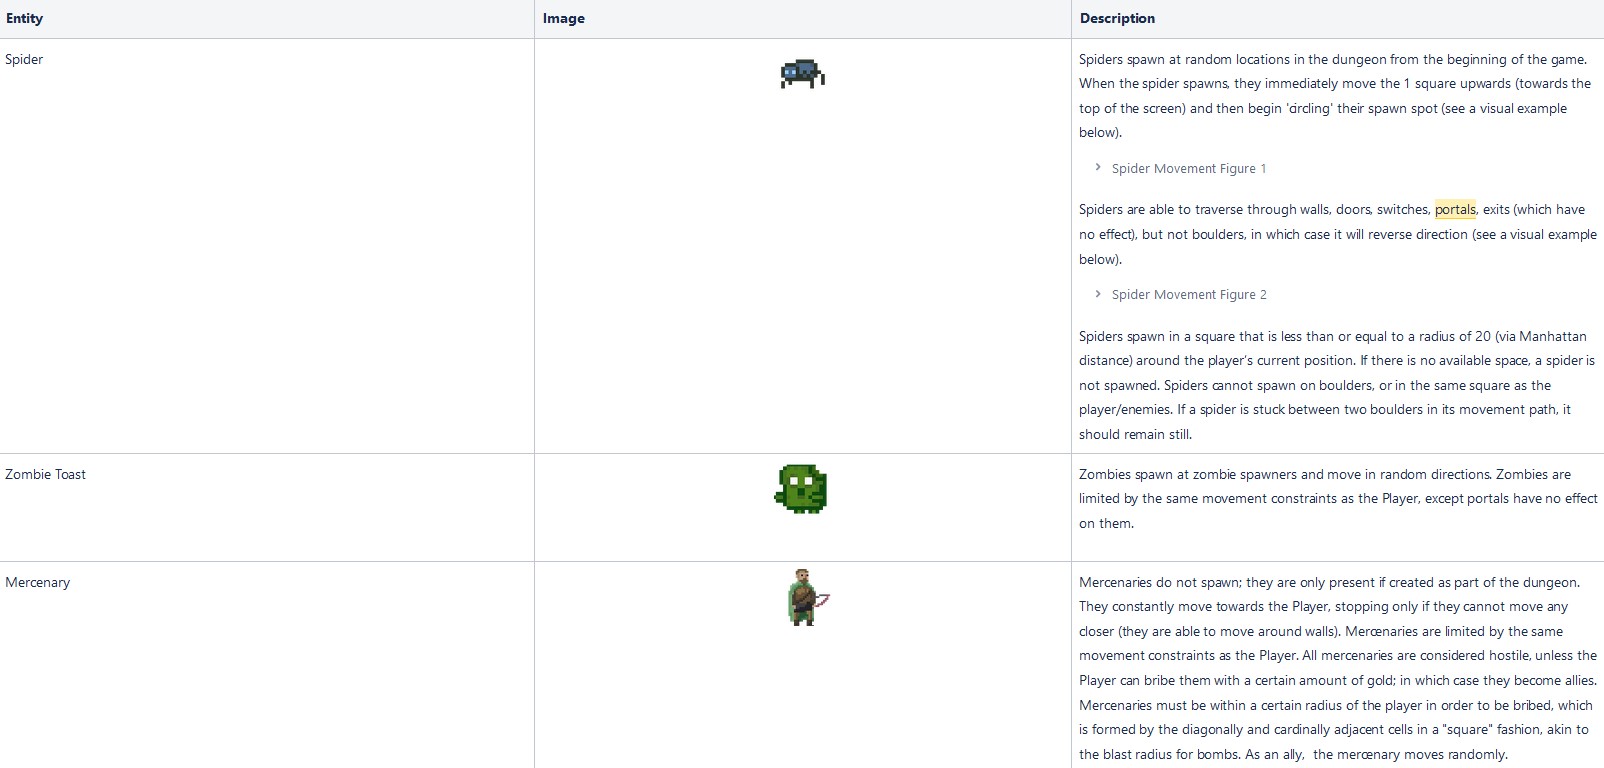 Entity
Image
Description
Spider
Spiders spawn at random locations in the dungeon from the beginning of the game.
When the spider spawns, they immediately move the 1 square upwards (towards the
top of the screen) and then begin 'circling' their spawn spot (see a visual example
below).
Spider Movement Figure 1
Spiders are able to traverse through walls, doors, switches, portals, exits (which have
no effect), but not boulders, in which case it will reverse direction (see a visual example
below).
Spider Movement Figure 2
Spiders spawn in a square that is less than or equal to a radius of 20 (via Manhattan
distance) around the player's current position. If there is no available space, a spider is
not spawned. Spiders cannot spawn on boulders, or in the same square as the
player/enemies. If a spider is stuck between two boulders in its movement path, it
should remain still.
Zombie Toast
Zombies spawn at zombie spawners and move in random directions. Zombies are
limited by the same movement constraints as the Player, except portals have no effect
on them.
Mercenary
Mercenaries do not spawn; they are only present if created as part of the dungeon.
They constantly move towards the Player, stopping only if they cannot move any
closer (they are able to move around walls). Mercenaries are limited by the same
movement constraints as the Player. All mercenaries are considered hostile, unless the
Player can bribe them with a certain amount of gold; in which case they become allies.
Mercenaries must be within a certain radius of the player in order to be bribed, which
is formed by the diagonally and cardinally adjacent cells in a "square" fashion, akin to
the blast radius for bombs. As an ally,  the mercenary moves randomly.